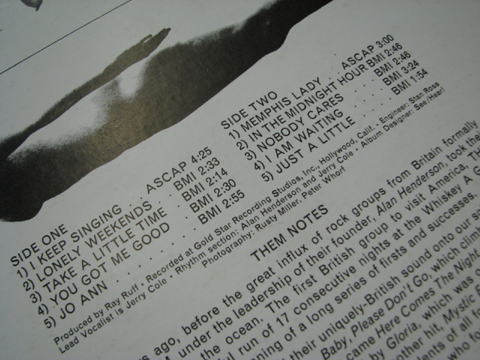 SIDE ONE
1) I KEEP SINGING . . . . ASCAP 4:25
2) LONELY WEEKENDS . . . . BMI 2:33
3) TAKE A LITTLE TIME . . . . BMI 2:14
4) YOU GOT ME GOOD . . . . BMI 2:30
5) JO ANN . . . . . . . . BMI 2:55
SIDE TWO
1) MEMPHIS LADY . . . ASCAP 3:00
2) IN THE MIDNIGHT HOUR BMI 2:46
3) NOBODY CARES . . . . BMI 2:46
4) I AM WAITING . . . . . BMI 3:24
5) JUST A LITTLE . . . . . BMI 1:54
Produced by Ray Ruff - Recorded at Gold Star Recording Studios, Inc., Hollywood, Calif. - Engineer: Stan Ross
Lead Vocalist is Jerry Cole - Rhythm section: Alan Henderson and Jerry Cole - Album Designer: See/Hear!
Photography: Rusty Miller, Peter Whorf
THEM NOTES
ago, before the great influx of rock groups from Britain formally
under the leadership of their founder, Alan Henderson, took the
the ocean. The first British group to visit America,
ful run of 17 consecutive nights at the Whiskey A G
ning of a long series of firsts and successes.
their uniquely-British sound onto our s
Baby, Please Don't Go, which clim
came Here Comes The Night
by Gloria, which was
ther hit, Mystic E
hits of all